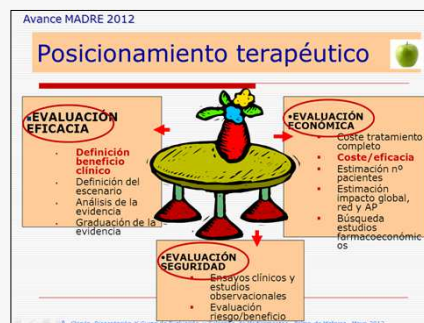 Avance MADRE 2012
Posicionamiento terapéutico
•EVALUACIÓN
EFICACIA
• Definición
beneficio
clínico
• Definición del
escenario
• Análisis de la
evidencia
• Graduación de la
evidencia
•EVALUACIÓN
ECONÓMICA
• Coste tratamiento
completo
• Coste/eficacia
• Estimación nº
pacientes
• Estimación
impacto global,
red y AP
• Búsqueda
estudios
farmacoeconómic
os
•EVALUACIÓN
SEGURIDAD
• Ensayos clínicos y
estudios
observacionales
• Evaluación
riesgo/beneficio